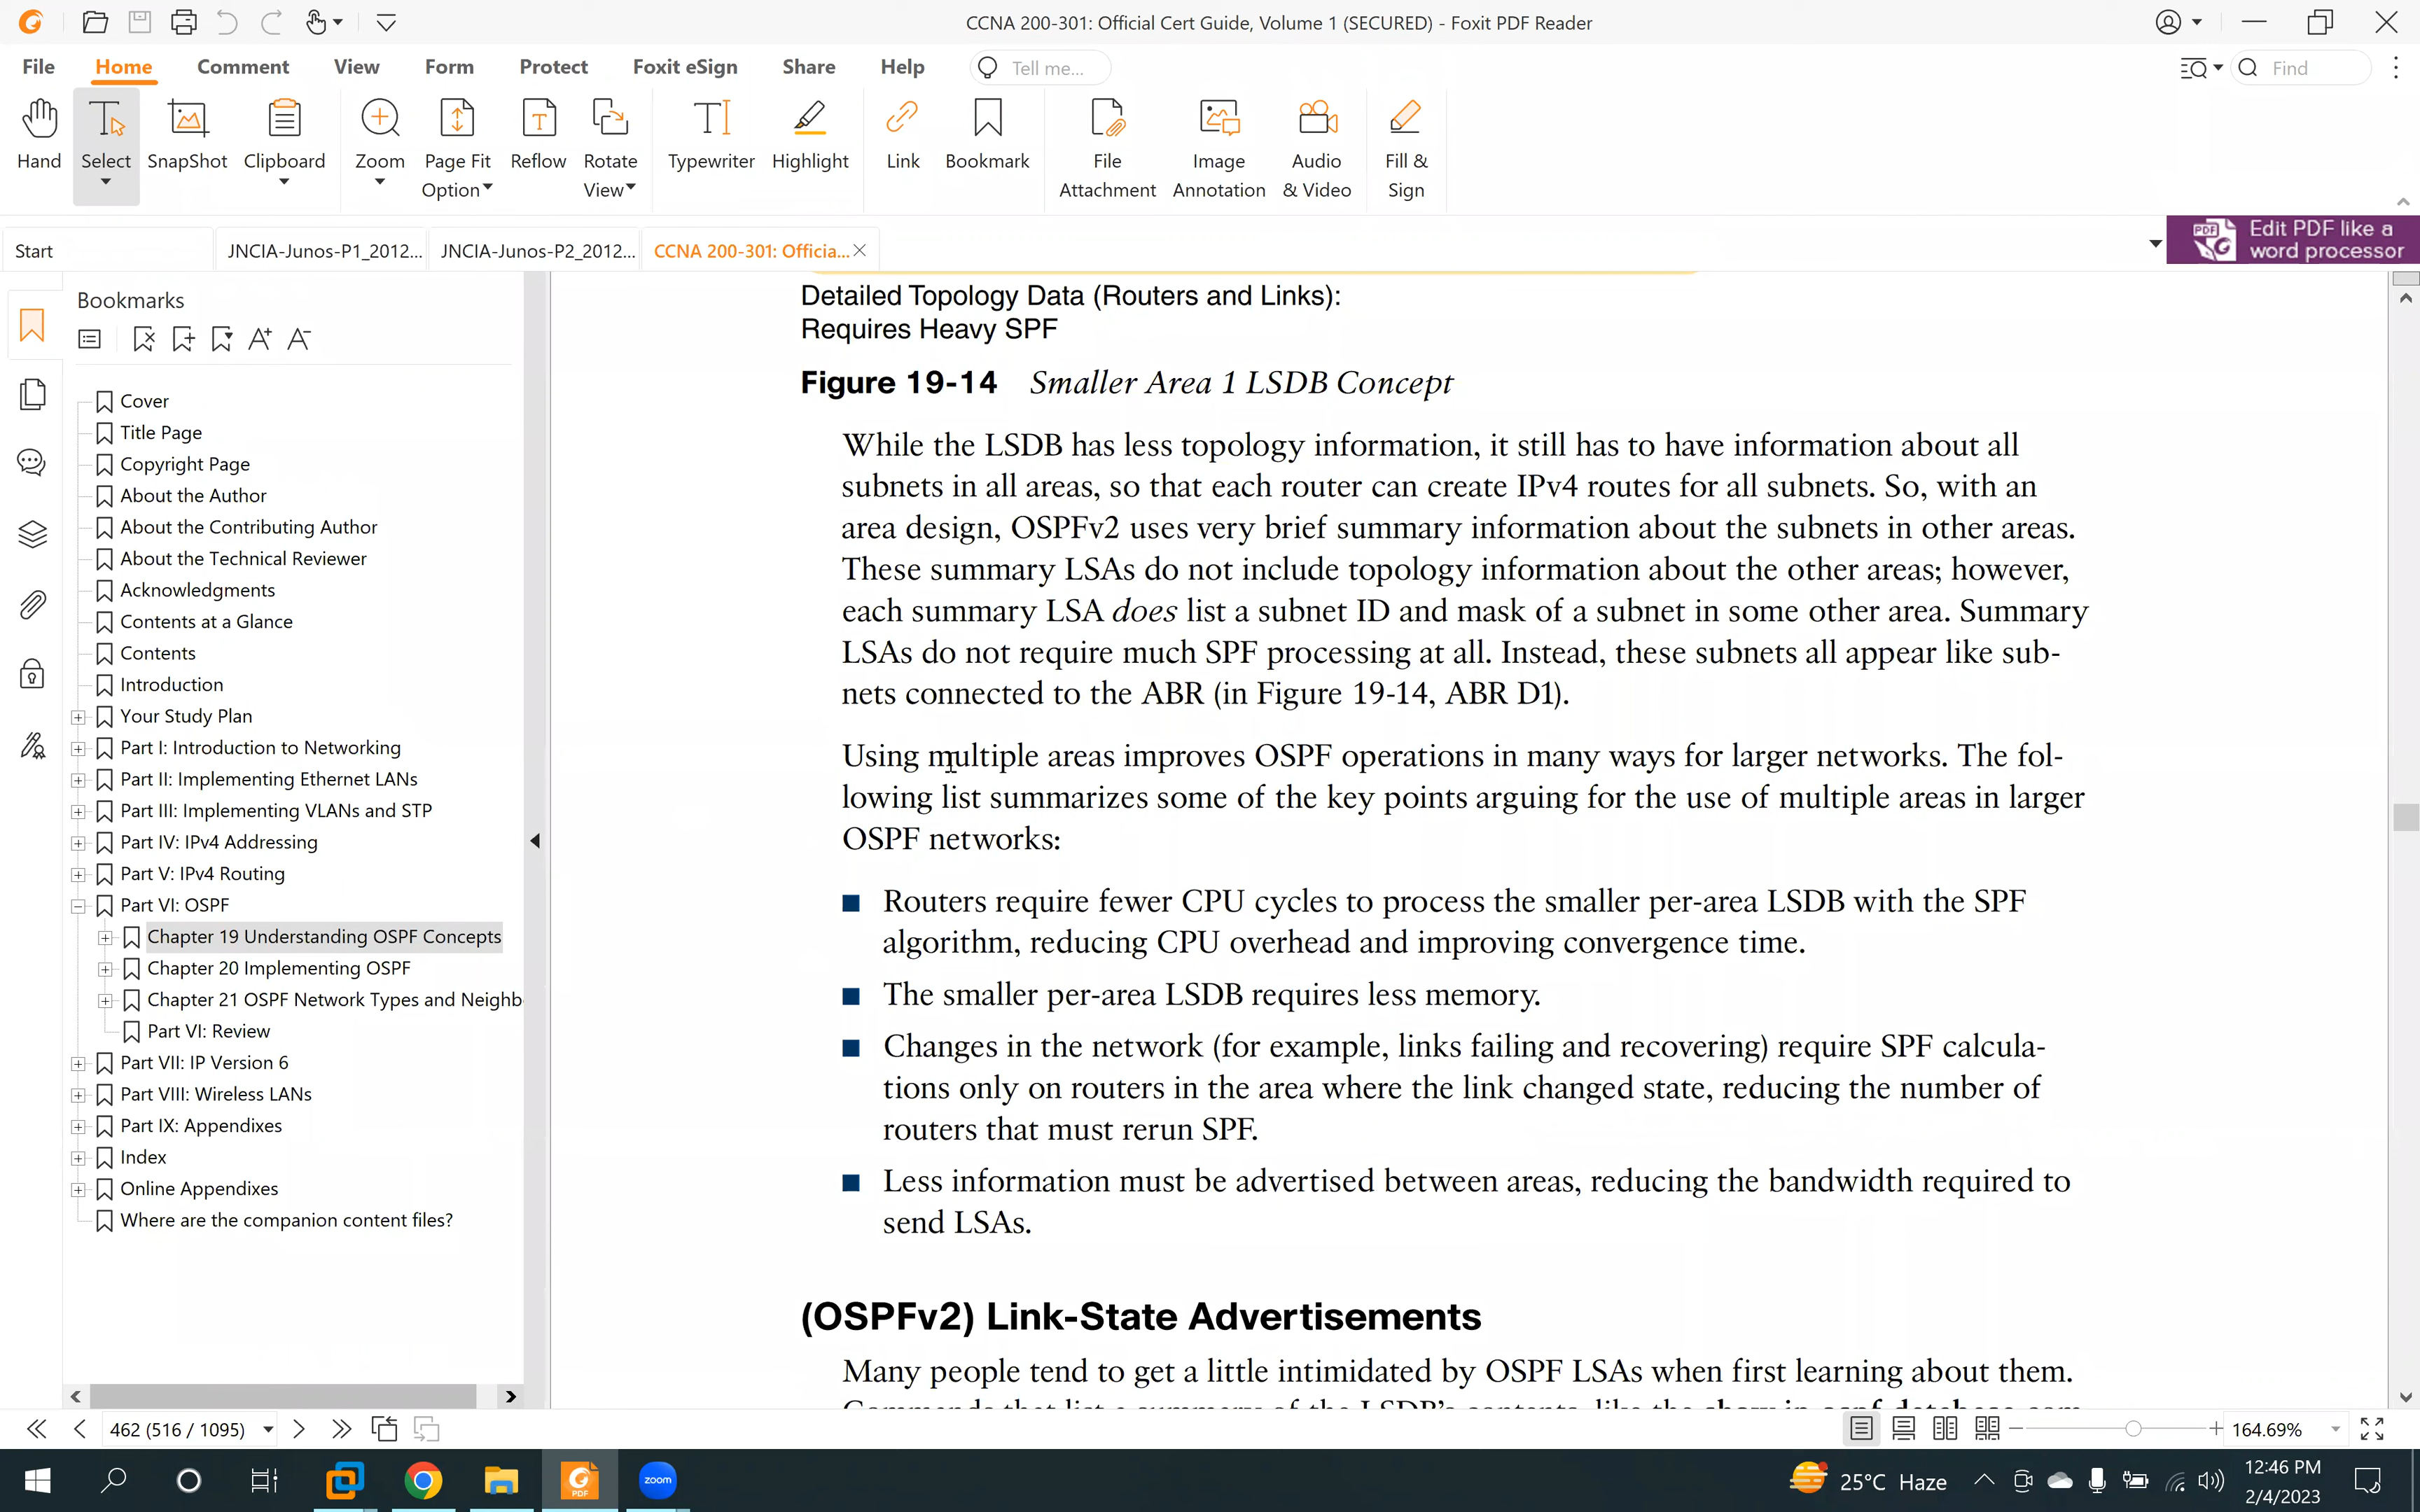 CCNA 200-301: Official Cert Guide, Volume 1 (SECURED) - Foxit PDF Reader
File Home Comment View Form Protect Foxit eSign Share Help Tell me... Find
Hand Select SnapShot Clipboard Zoom Page Fit Option Reflow Rotate View Typewriter Highlight Link Bookmark File Attachment Image Annotation Audio & Video Fill & Sign
Start JNCIA-Junos-P1_2012... JNCIA-Junos-P2_2012... CCNA 200-301: Officia...
Edit PDF like a
word processor
Bookmarks
Cover
Title Page
Copyright Page
About the Author
About the Contributing Author
About the Technical Reviewer
Acknowledgments
Contents at a Glance
Contents
Introduction
Your Study Plan
Part I: Introduction to Networking
Part II: Implementing Ethernet LANs
Part III: Implementing VLANs and STP
Part IV: IPv4 Addressing
Part V: IPv4 Routing
Part VI: OSPF
Chapter 19 Understanding OSPF Concepts
Chapter 20 Implementing OSPF
Chapter 21 OSPF Network Types and Neighb
Part VI: Review
Part VII: IP Version 6
Part VIII: Wireless LANs
Part IX: Appendixes
Index
Online Appendixes
Where are the companion content files?
Detailed Topology Data (Routers and Links):
Requires Heavy SPF
Figure 19-14 Smaller Area 1 LSDB Concept
While the LSDB has less topology information, it still has to have information about all
subnets in all areas, so that each router can create IPv4 routes for all subnets. So, with an
area design, OSPFv2 uses very brief summary information about the subnets in other areas.
These summary LSAs do not include topology information about the other areas; however,
each summary LSA does list a subnet ID and mask of a subnet in some other area. Summary
LSAs do not require much SPF processing at all. Instead, these subnets all appear like sub-
nets connected to the ABR (in Figure 19-14, ABR D1).
Using multiple areas improves OSPF operations in many ways for larger networks. The fol-
lowing list summarizes some of the key points arguing for the use of multiple areas in larger
OSPF networks:
■ Routers require fewer CPU cycles to process the smaller per-area LSDB with the SPF
algorithm, reducing CPU overhead and improving convergence time.
■ The smaller per-area LSDB requires less memory.
■ Changes in the network (for example, links failing and recovering) require SPF calcula-
tions only on routers in the area where the link changed state, reducing the number of
routers that must rerun SPF.
■ Less information must be advertised between areas, reducing the bandwidth required to
send LSAs.
(OSPFv2) Link-State Advertisements
Many people tend to get a little intimidated by OSPF LSAs when first learning about them.
Commands that list a summary of the LSDB's contents, like the show ip ospf database com
462 (516 / 1095)
164.69%
zoom
25°C Haze
12:46 PM
2/4/2023